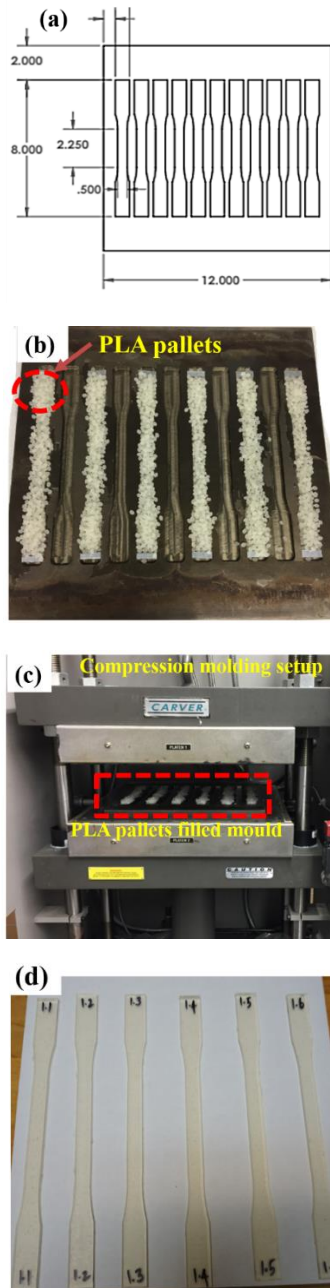 (a)
2.000
8.000
2.250
.500
12.000
(b)
PLA pallets
(c)
Compression molding setup
CARVER
PLA pallets filled mould
(d)
1.1 1.2 1.3 1.4 1.5 1.6
1.1 1.2 1.3 1.4 1.5